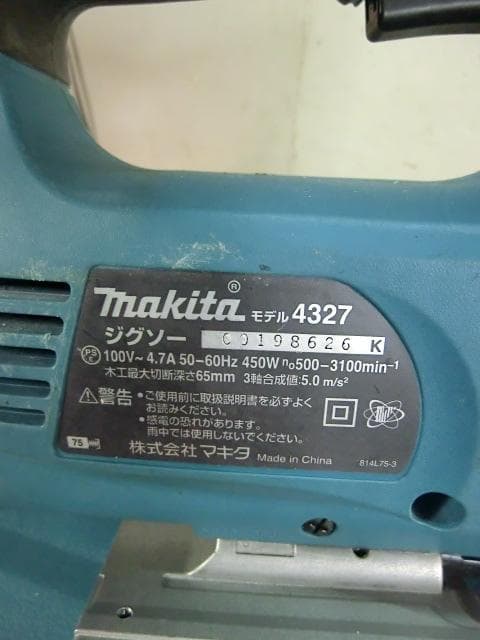 makita® モデル 4327
ジグソー 00198626 K
PSE 100V~ 4.7A 50-60Hz 450W n₀500-3100min⁻¹
木工最大切断深さ65mm 3軸合成値:5.0 m/s²
⚠警告 ・ご使用前に取扱説明書を必ずよく
お読みください。
・感電の恐れがあります。
雨中では使用しないでください。
75
株式会社 マキタ Made in China 814L75-3